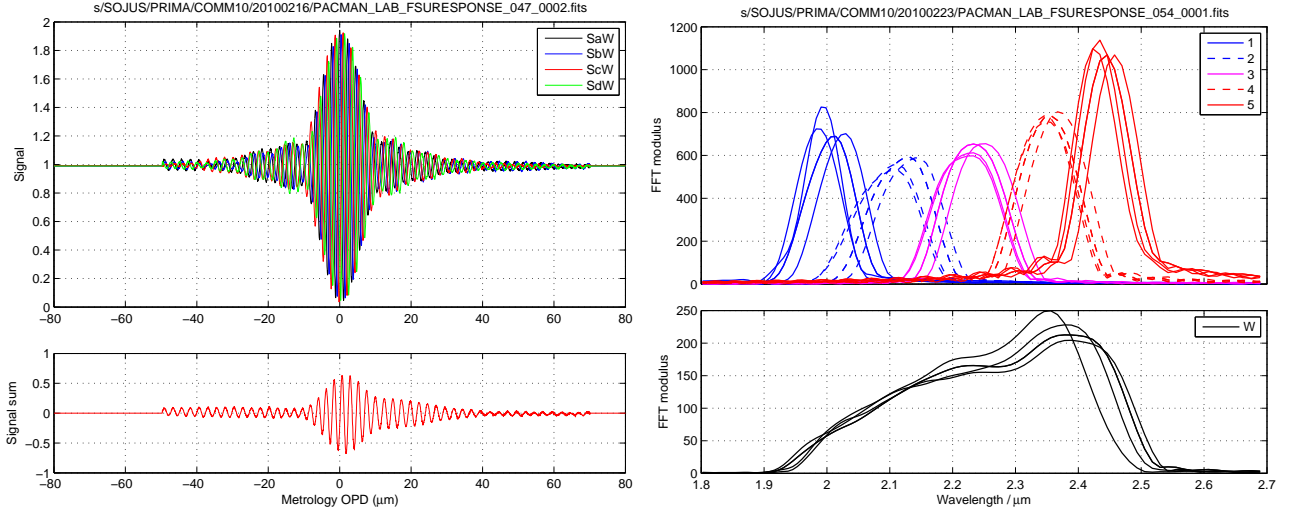 s/SOJUS/PRIMA/COMM10/20100216/PACMAN_LAB_FSURESPONSE_047_0002.fits
2
1.8
1.6
1.4
1.2
1
0.8
0.6
0.4
0.2
0
Signal
SaW
SbW
ScW
SdW
−80 −60 −40 −20 0 20 40 60 80
1
0.5
0
−0.5
−1
Signal sum
−80 −60 −40 −20 0 20 40 60 80
Metrology OPD (μm)
s/SOJUS/PRIMA/COMM10/20100223/PACMAN_LAB_FSURESPONSE_054_0001.fits
1200
1000
800
600
400
200
0
FFT modulus
1
2
3
4
5
250
200
150
100
50
0
FFT modulus
W
1.8 1.9 2 2.1 2.2 2.3 2.4 2.5 2.6 2.7
Wavelength / μm